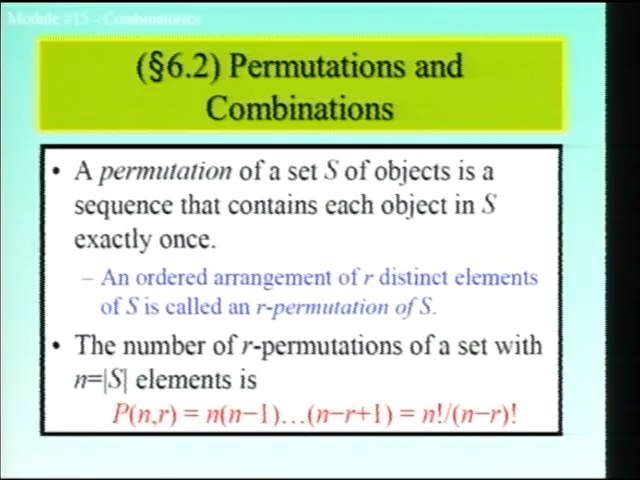 Module #15 - Combinatorics
(§6.2) Permutations and
Combinations
• A permutation of a set S of objects is a
sequence that contains each object in S
exactly once.
– An ordered arrangement of r distinct elements
of S is called an r-permutation of S.
• The number of r-permutations of a set with
n=|S| elements is
P(n,r) = n(n−1)…(n−r+1) = n!/(n−r)!